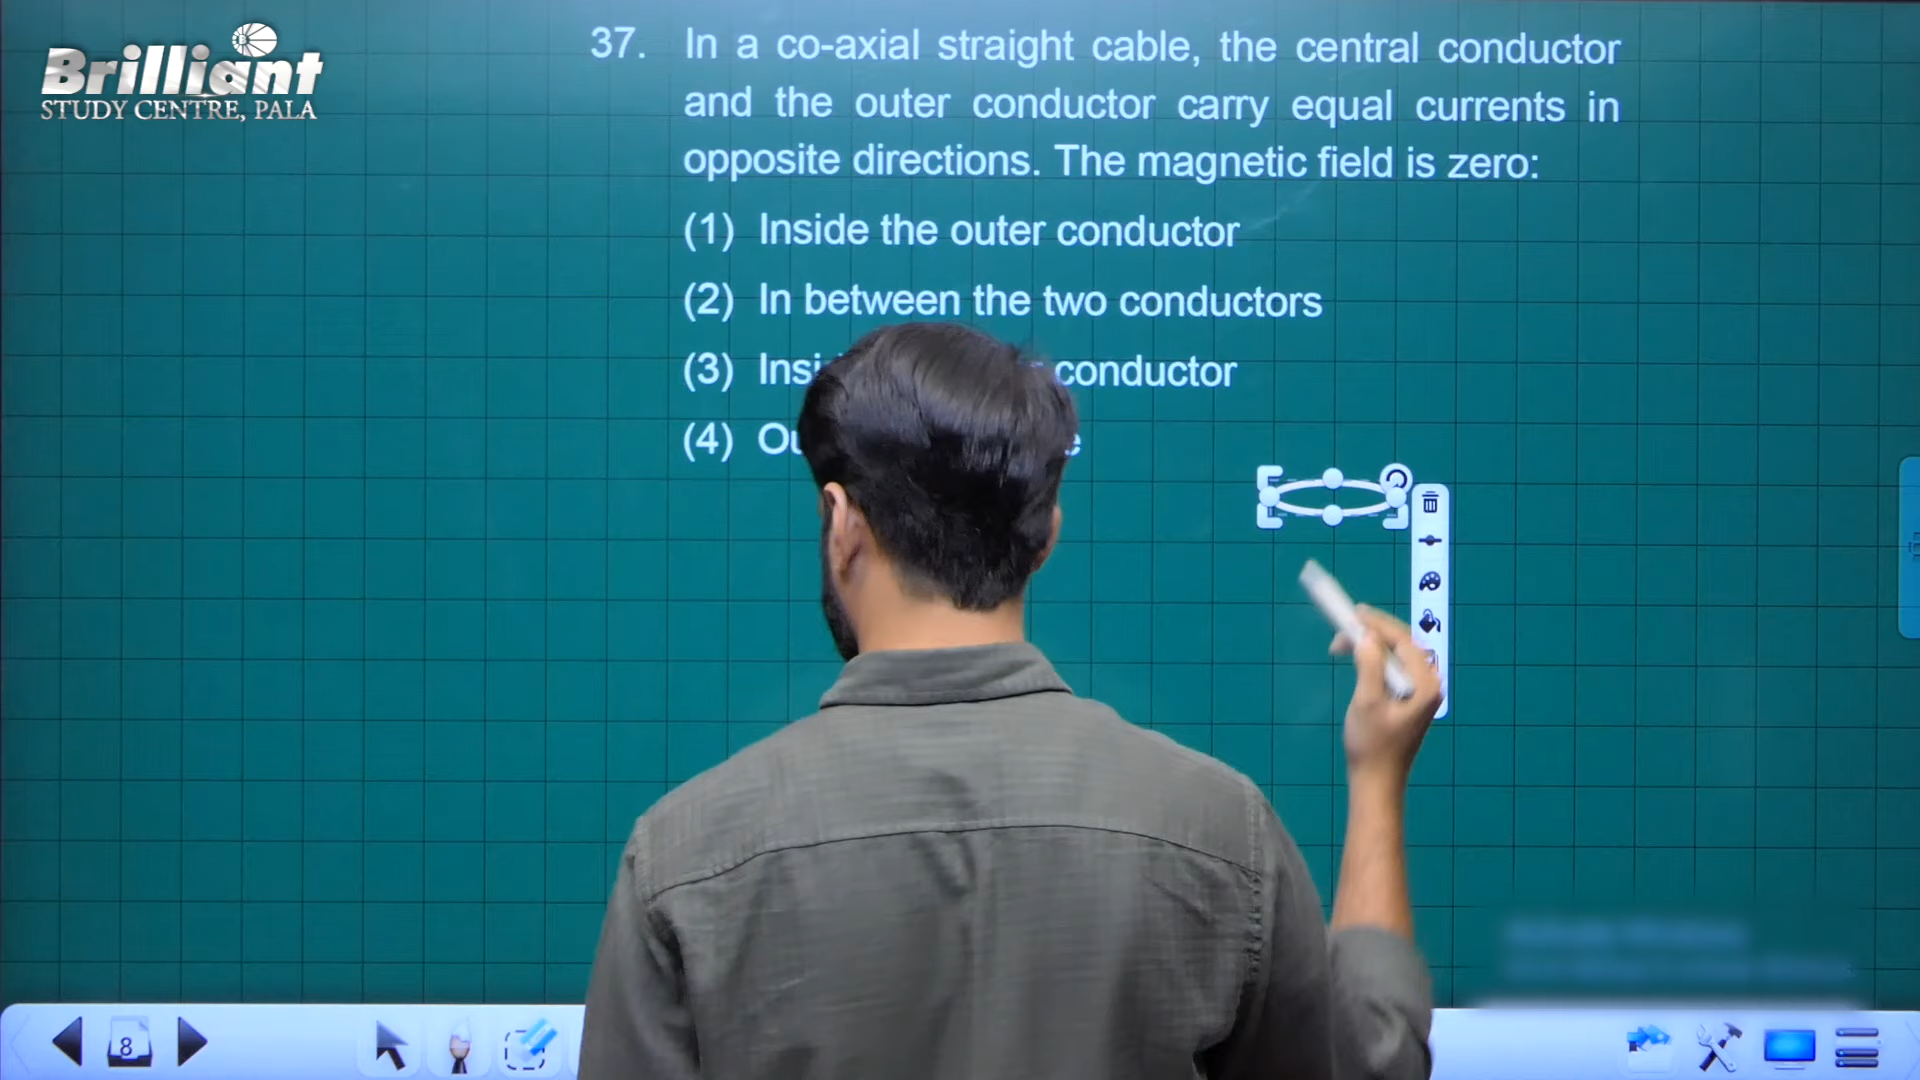 Brilliant
STUDY CENTRE, PALA
37. In a co-axial straight cable, the central conductor
and the outer conductor carry equal currents in
opposite directions. The magnetic field is zero:
(1) Inside the outer conductor
(2) In between the two conductors
(3) conductor
(4)
8